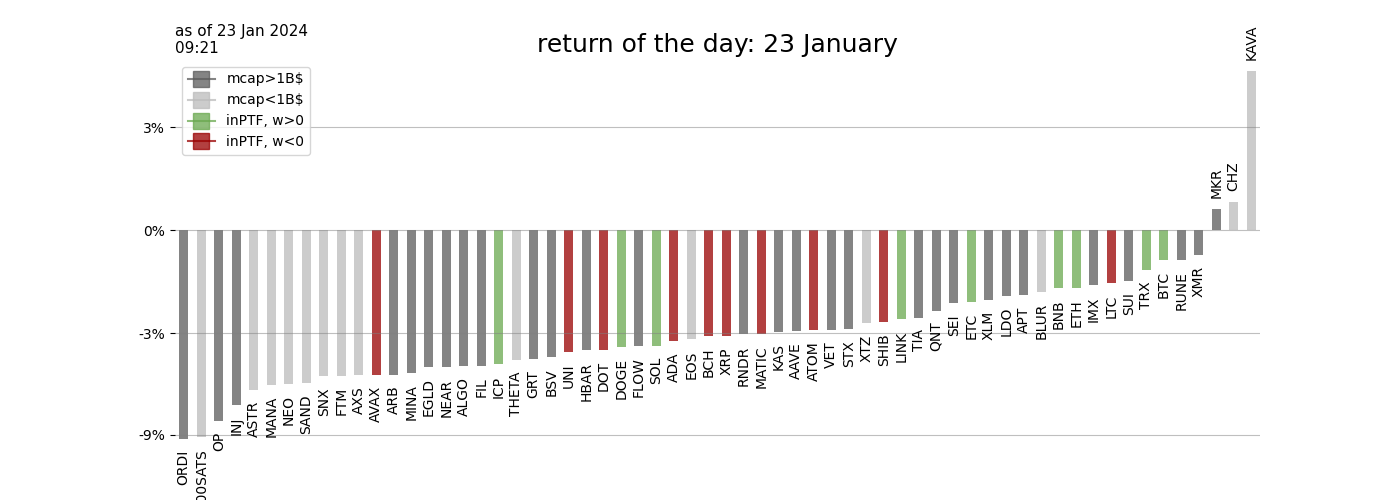 as of 23 Jan 2024
09:21
return of the day: 23 January
mcap>1B$
mcap<1B$
inPTF, w>0
inPTF, w<0
3%
0%
-3%
-9%
ORDI
00SATS
OP
INJ
ASTR
MANA
NEO
SAND
SNX
FTM
AXS
AVAX
ARB
MINA
EGLD
NEAR
ALGO
FIL
ICP
THETA
GRT
BSV
UNI
HBAR
DOT
DOGE
FLOW
SOL
ADA
EOS
BCH
XRP
RNDR
MATIC
KAS
AAVE
ATOM
VET
STX
XTZ
SHIB
LINK
TIA
QNT
SEI
ETC
XLM
LDO
APT
BLUR
BNB
ETH
IMX
LTC
SUI
TRX
BTC
RUNE
XMR
MKR
CHZ
KAVA